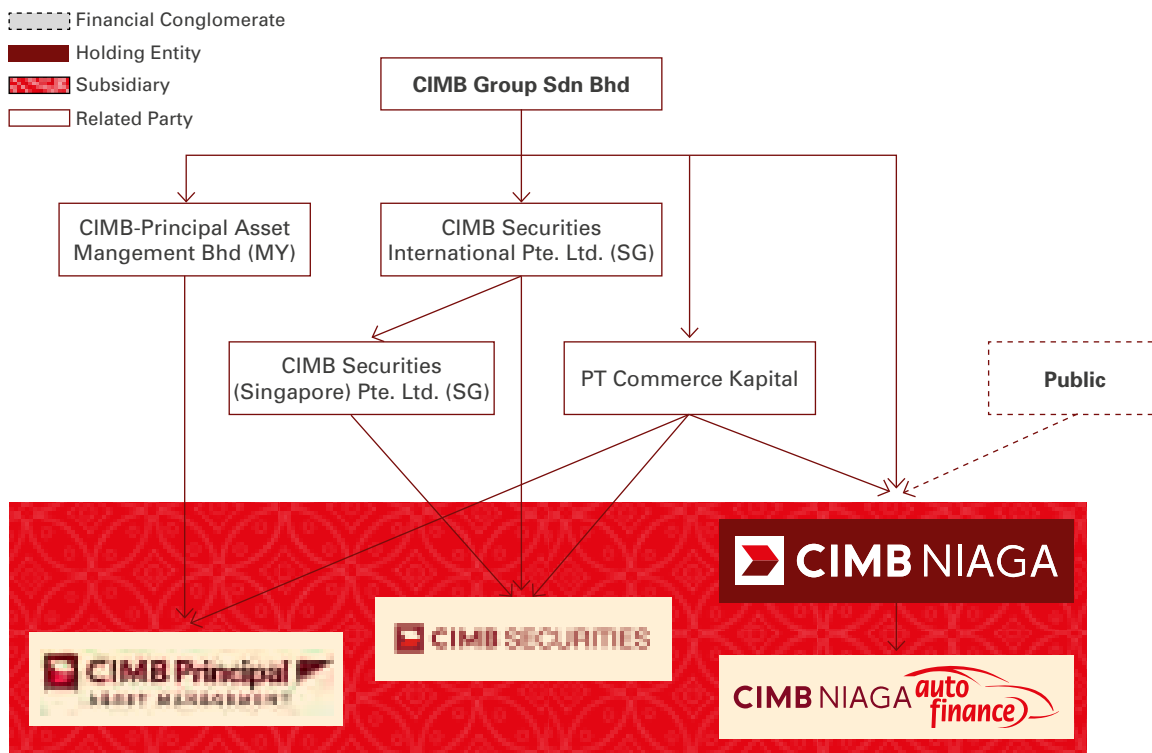 Financial Conglomerate
Holding Entity
Subsidiary
Related Party
CIMB Group Sdn Bhd
CIMB-Principal Asset
Mangement Bhd (MY)
CIMB Securities
International Pte. Ltd. (SG)
CIMB Securities
(Singapore) Pte. Ltd. (SG)
PT Commerce Kapital
Public
CIMB NIAGA
CIMB SECURITIES
CIMB Principal
ASSET MANAGEMENT
CIMB NIAGA auto
finance